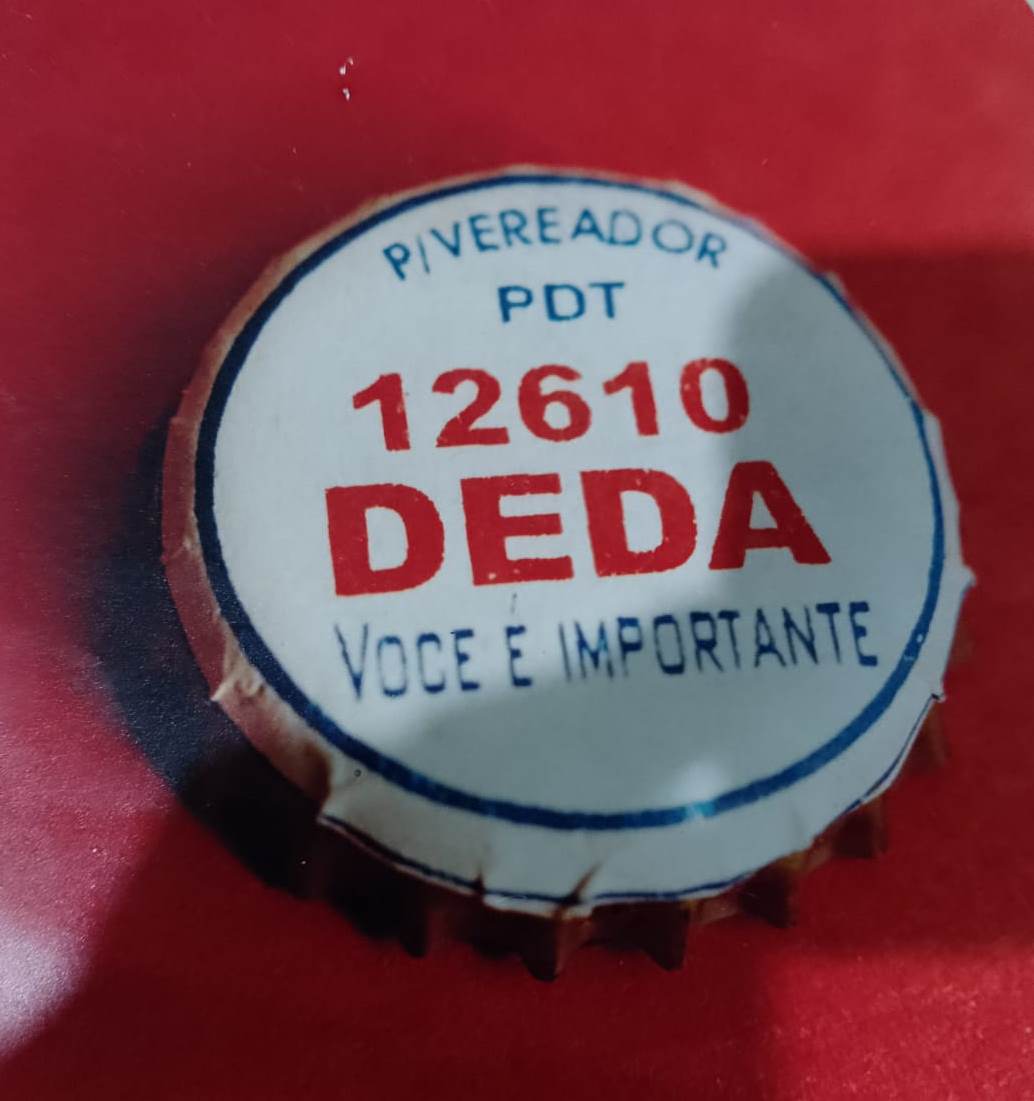 P/VEREADOR
PDT
12610
DEDA
VOCE É IMPORTANTE